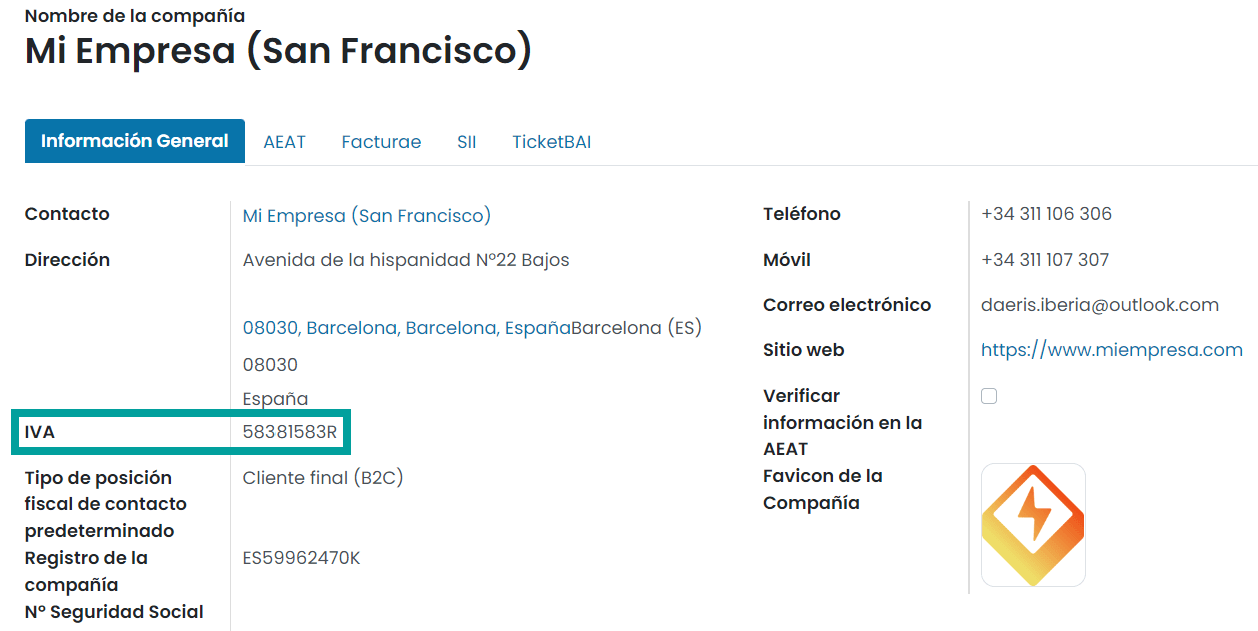 Nombre de la compañía
Mi Empresa (San Francisco)
Información General AEAT Facturae SII TicketBAI
Contacto Mi Empresa (San Francisco)
Dirección Avenida de la hispanidad Nº22 Bajos
08030, Barcelona, Barcelona, EspañaBarcelona (ES)
08030
España
IVA 58381583R
Tipo de posición
fiscal de contacto
predeterminado
Cliente final (B2C)
Registro de la
compañía
ES59962470K
Nº Seguridad Social
Teléfono +34 311 106 306
Móvil +34 311 107 307
Correo electrónico daeris.iberia@outlook.com
Sitio web https://www.miempresa.com
Verificar
información en la
AEAT
Favicon de la
Compañía